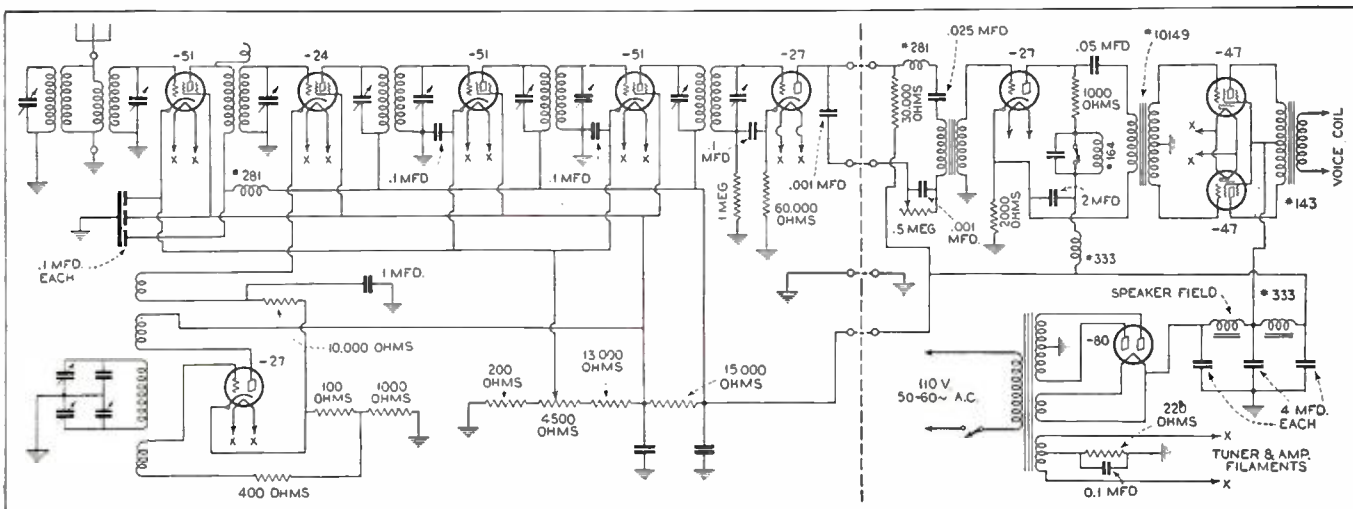 -51
-24
-51
-51
-27
*281
.025 MFD
-27
.05 MFD
*10149
-47
30,000 OHMS
1000 OHMS
*164
VOICE COIL
X
X
X
X
X
X
X
*281
.1 MFD
.1 MFD
.1 MFD
.001 MFD
1 MEG
60,000 OHMS
.5 MEG
.001 MFD.
2000 OHMS
2 MFD
-47
*143
.1 MFD.
EACH
1 MFD.
*333
SPEAKER FIELD
*333
10,000 OHMS
-27
-80
200 OHMS
13,000 OHMS
15,000 OHMS
110 V.
50-60~ A.C.
100 OHMS
1000 OHMS
4500 OHMS
4 MFD.
EACH
OHMS
X
X
X
TUNER & AMP.
FILAMENTS
X
400 OHMS
0.1 MFD